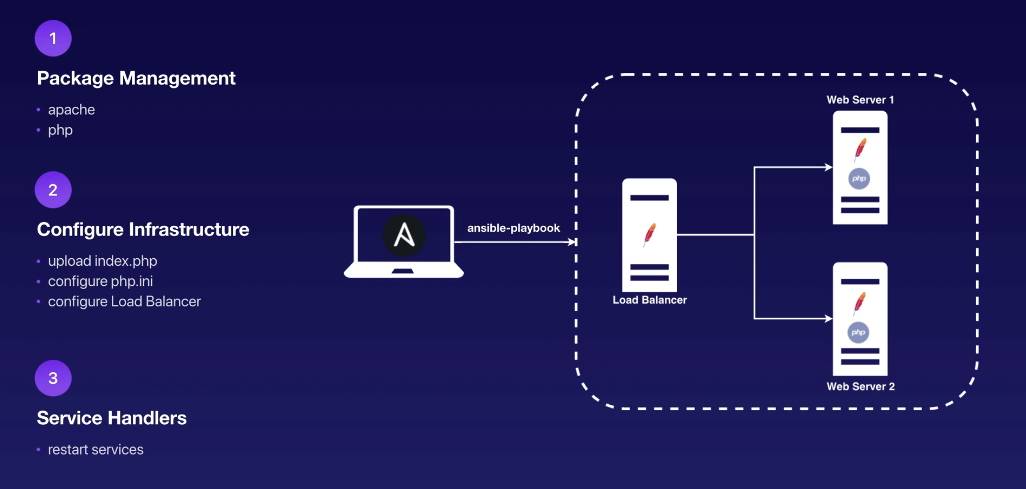 1
Package Management
• apache
• php
2
Configure Infrastructure
• upload index.php
• configure php.ini
• configure Load Balancer
3
Service Handlers
• restart services
ansible-playbook
Load Balancer
Web Server 1
php
php
Web Server 2